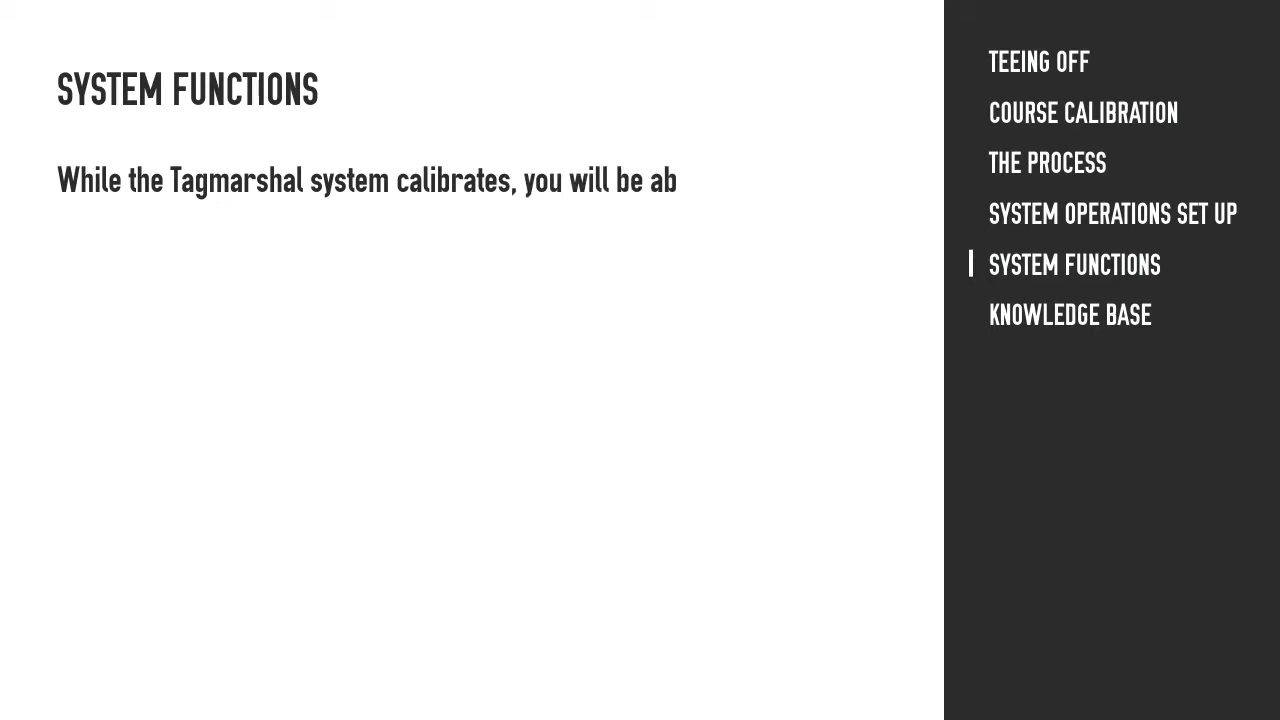 SYSTEM FUNCTIONS
While the Tagmarshal system calibrates, you will be ab
TEEING OFF
COURSE CALIBRATION
THE PROCESS
SYSTEM OPERATIONS SET UP
SYSTEM FUNCTIONS
KNOWLEDGE BASE